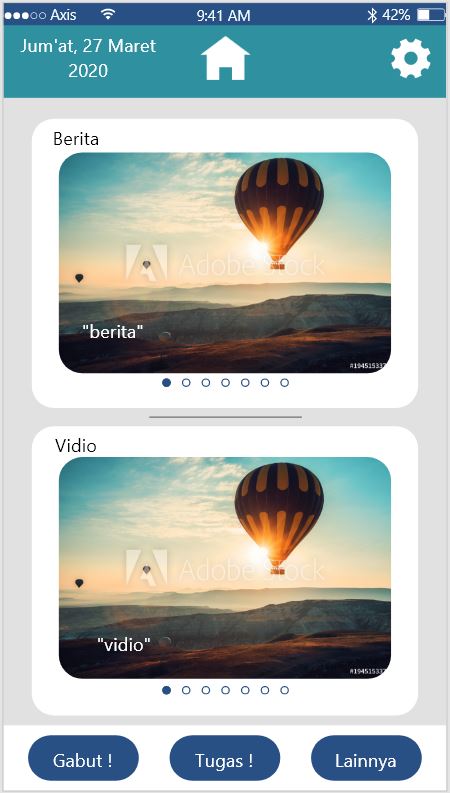 Axis 9:41 AM 42%
Jum'at, 27 Maret
2020
Berita
Adobe Stock
"berita"
#194515337
Vidio
Adobe Stock
"vidio"
#194515337
Gabut ! Tugas ! Lainnya